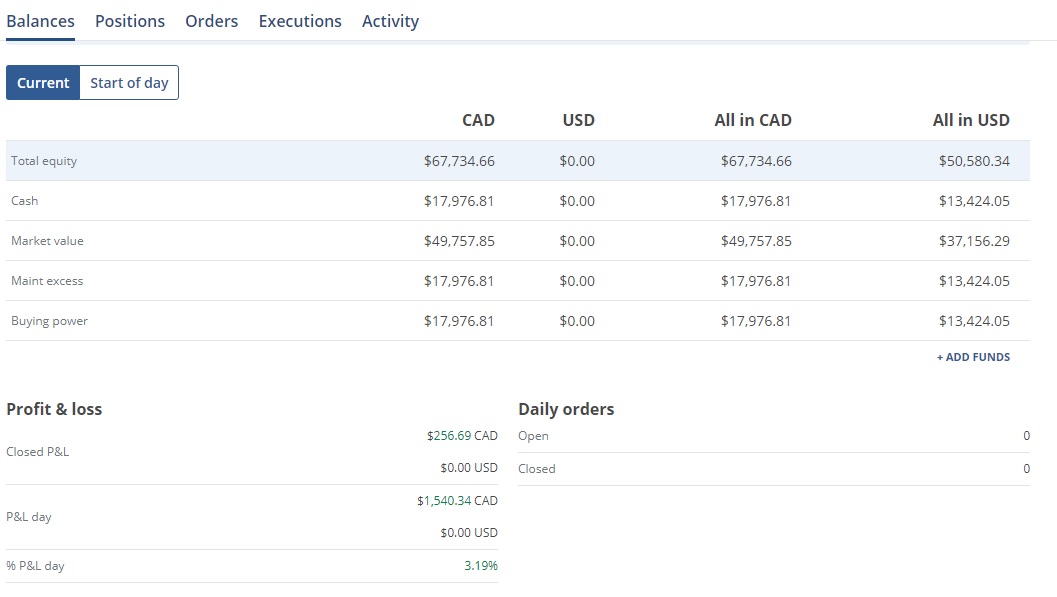 Balances Positions Orders Executions Activity
Current Start of day
CAD USD All in CAD All in USD
Total equity $67,734.66 $0.00 $67,734.66 $50,580.34
Cash $17,976.81 $0.00 $17,976.81 $13,424.05
Market value $49,757.85 $0.00 $49,757.85 $37,156.29
Maint excess $17,976.81 $0.00 $17,976.81 $13,424.05
Buying power $17,976.81 $0.00 $17,976.81 $13,424.05
+ ADD FUNDS
Profit & loss
Closed P&L
$256.69 CAD
$0.00 USD
P&L day
$1,540.34 CAD
$0.00 USD
% P&L day 3.19%
Daily orders
Open 0
Closed 0